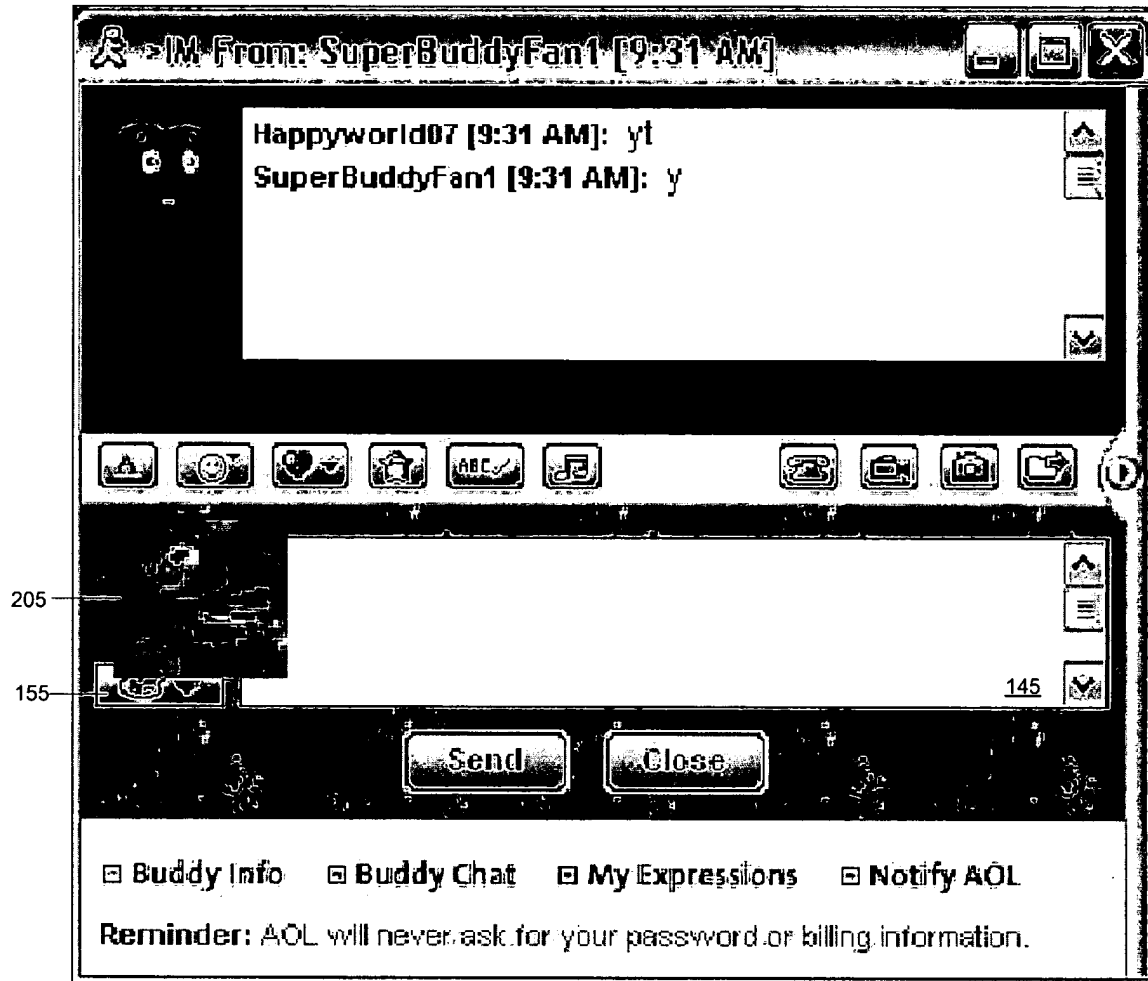 >IM From: SuperBuddyFan1 [9:31 AM]
Happyworld07 [9:31 AM]: yt
SuperBuddyFan1 [9:31 AM]: y
ABC
205
155
145
Send Close
Buddy Info Buddy Chat My Expressions Notify AOL
Reminder: AOL will never ask for your password or billing information.